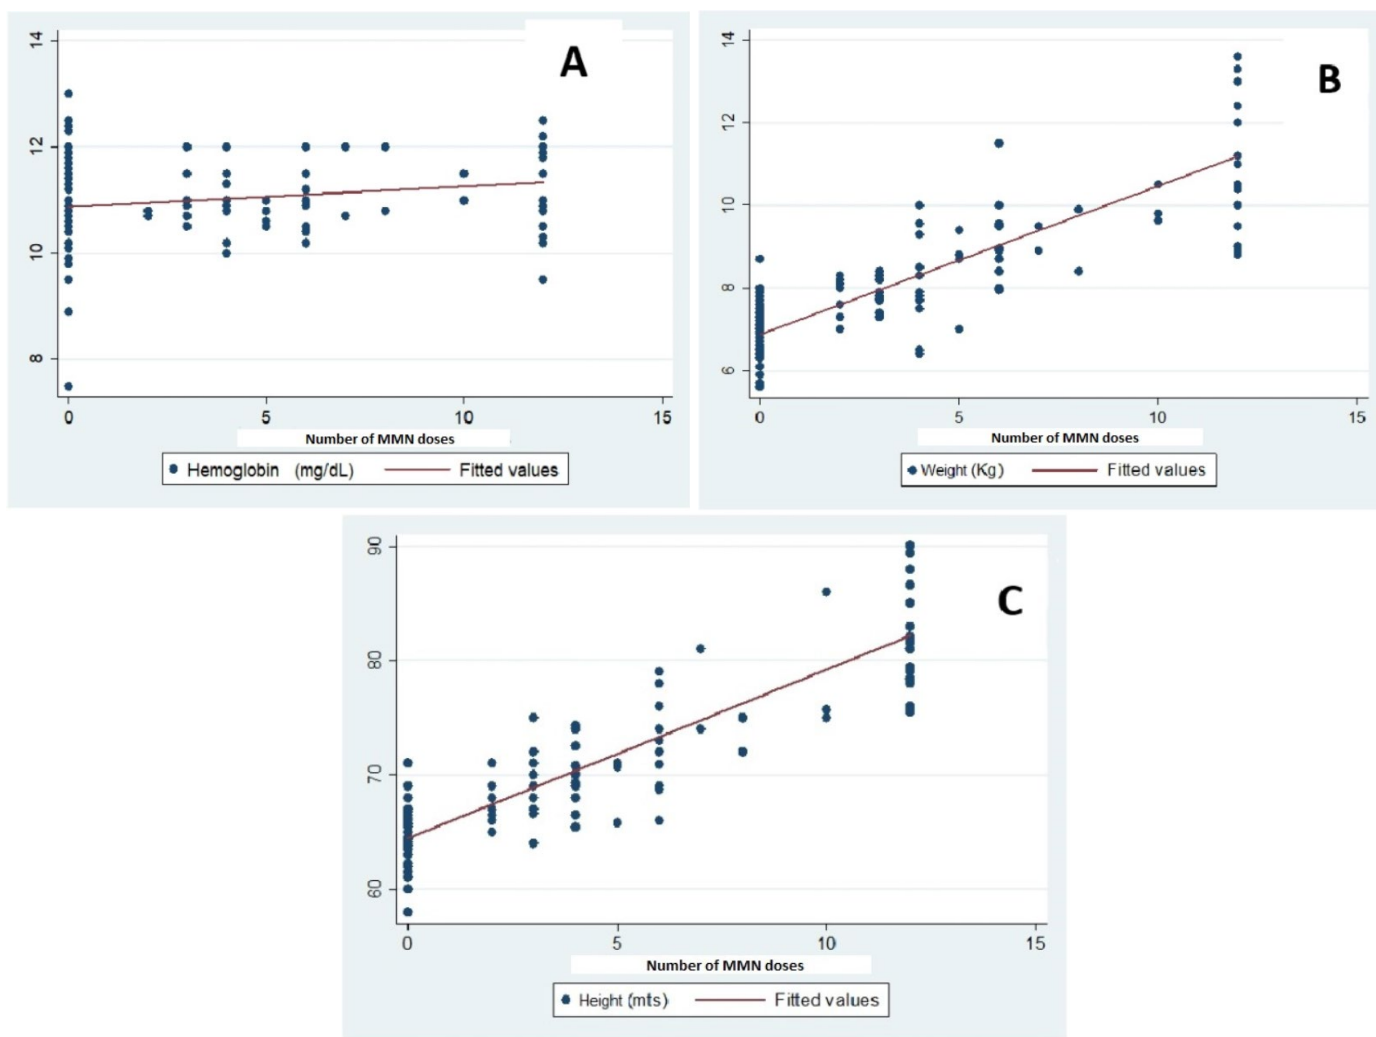 A
14
12
10
8
0 5 10 15
Number of MMN doses
Hemoglobin (mg/dL) Fitted values
B
14
12
10
8
6
0 5 10 15
Number of MMN doses
Weight (Kg) Fitted values
C
90
80
70
60
0 5 10 15
Number of MMN doses
Height (mts) Fitted values